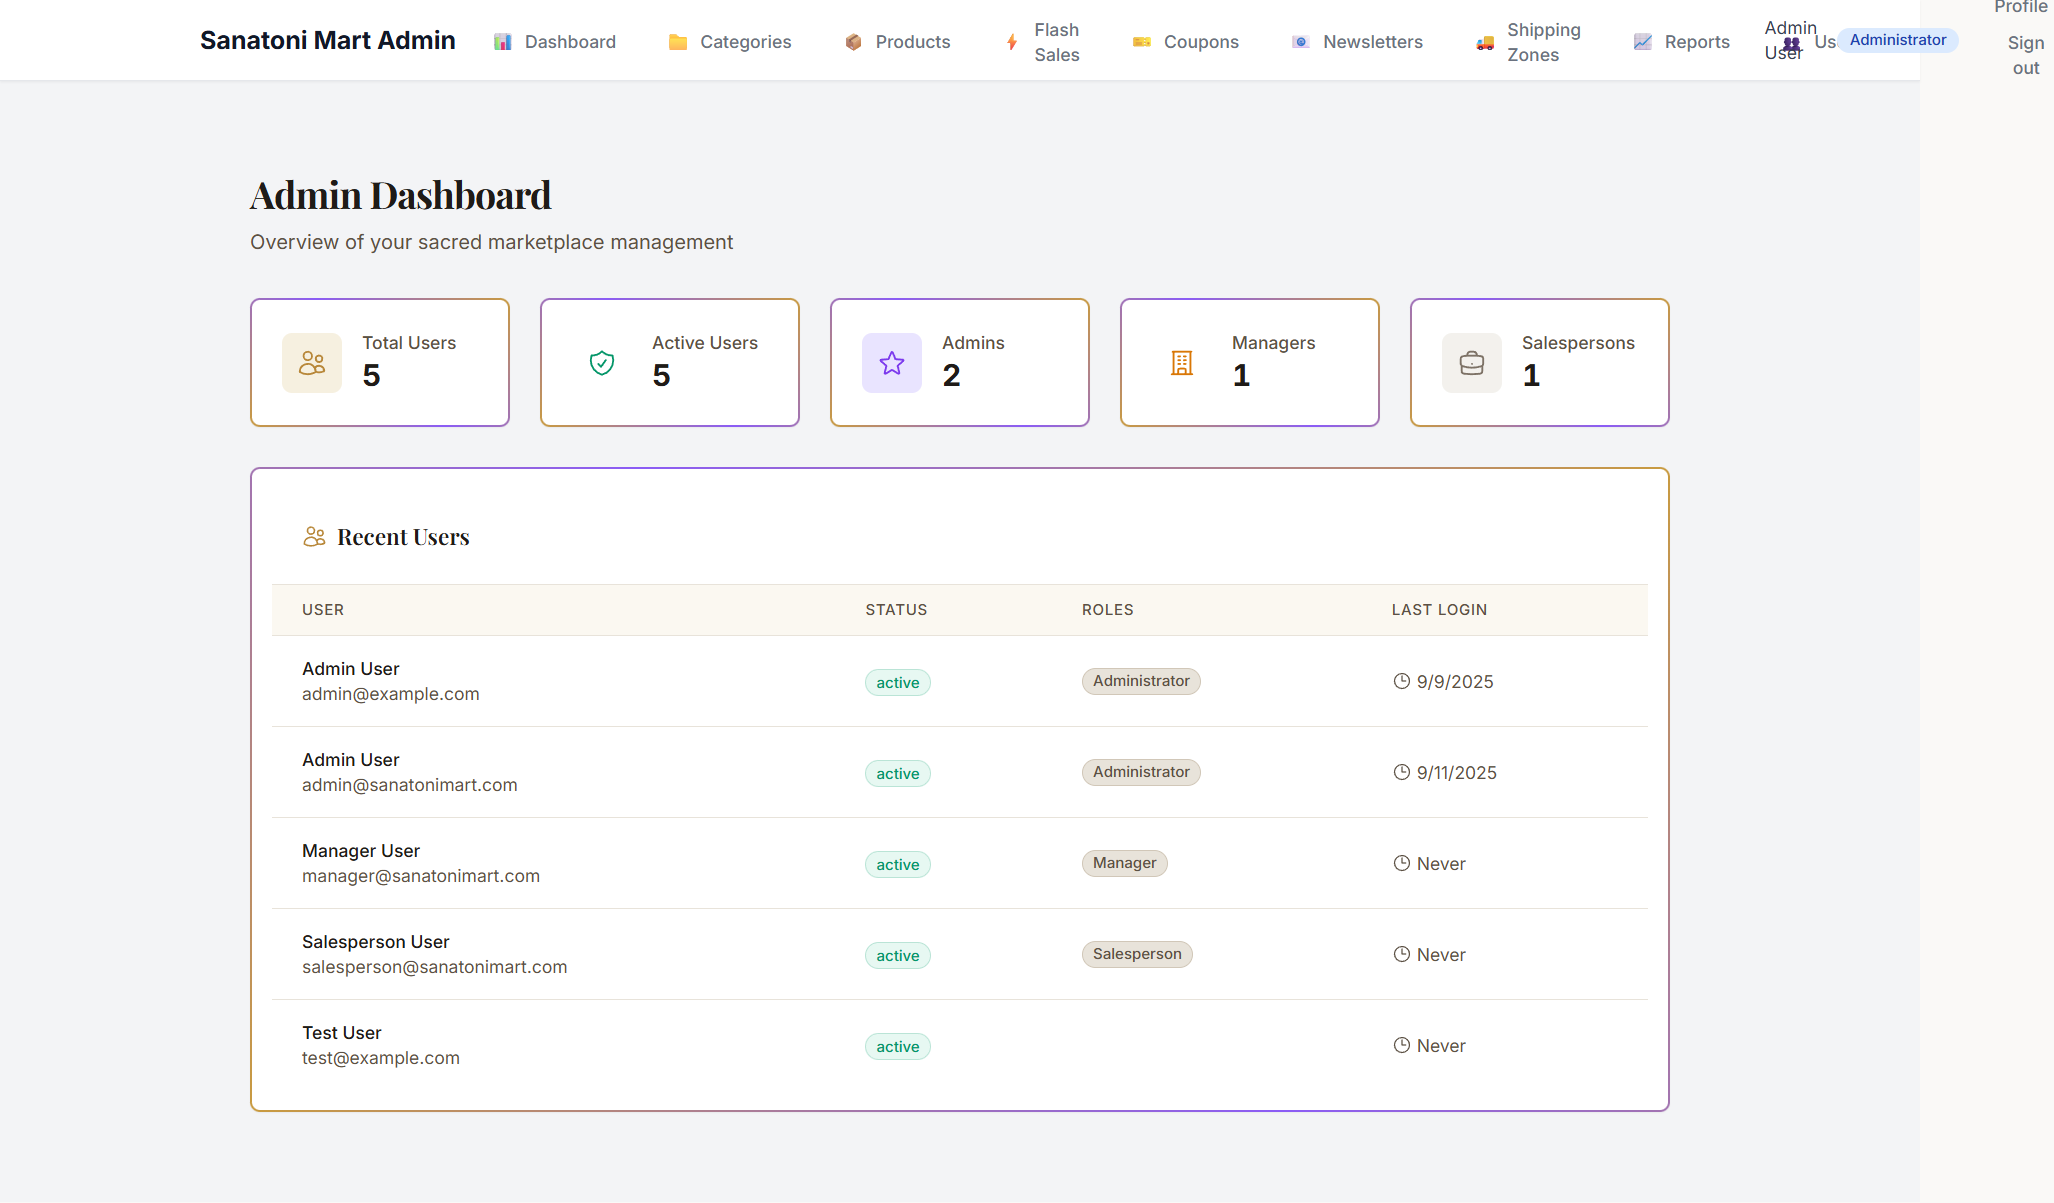 Sanatoni Mart Admin
Dashboard
Categories
Products
Flash
Sales
Coupons
Newsletters
Shipping
Zones
Reports
Us
Admin
User
Administrator
Profile
Sign
out
Admin Dashboard
Overview of your sacred marketplace management
Total Users
5
Active Users
5
Admins
2
Managers
1
Salespersons
1
Recent Users
USER STATUS ROLES LAST LOGIN
Admin User
admin@example.com
active
Administrator
9/9/2025
Admin User
admin@sanatonimart.com
active
Administrator
9/11/2025
Manager User
manager@sanatonimart.com
active
Manager
Never
Salesperson User
salesperson@sanatonimart.com
active
Salesperson
Never
Test User
test@example.com
active
Never